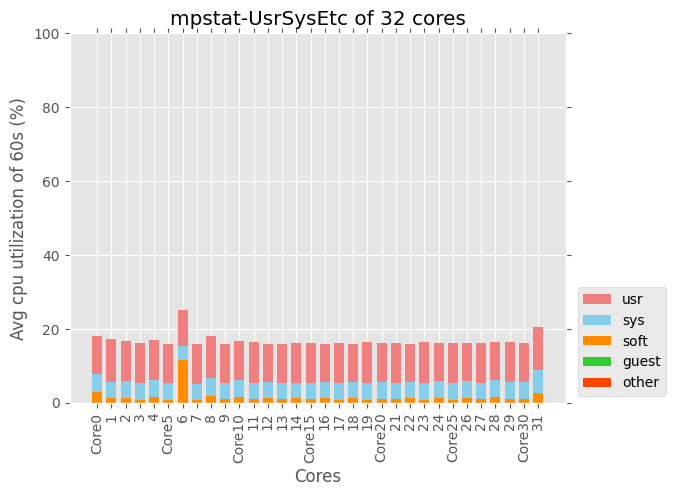 mpstat-UsrSysEtc of 32 cores
Avg cpu utilization of 60s (%)
100
80
60
40
20
0
Core0
1
2
3
4
Core5
6
7
8
9
Core10
11
12
13
14
Core15
16
17
18
19
Core20
21
22
23
24
Core25
26
27
28
29
Core30
31
Cores
usr
sys
soft
guest
other